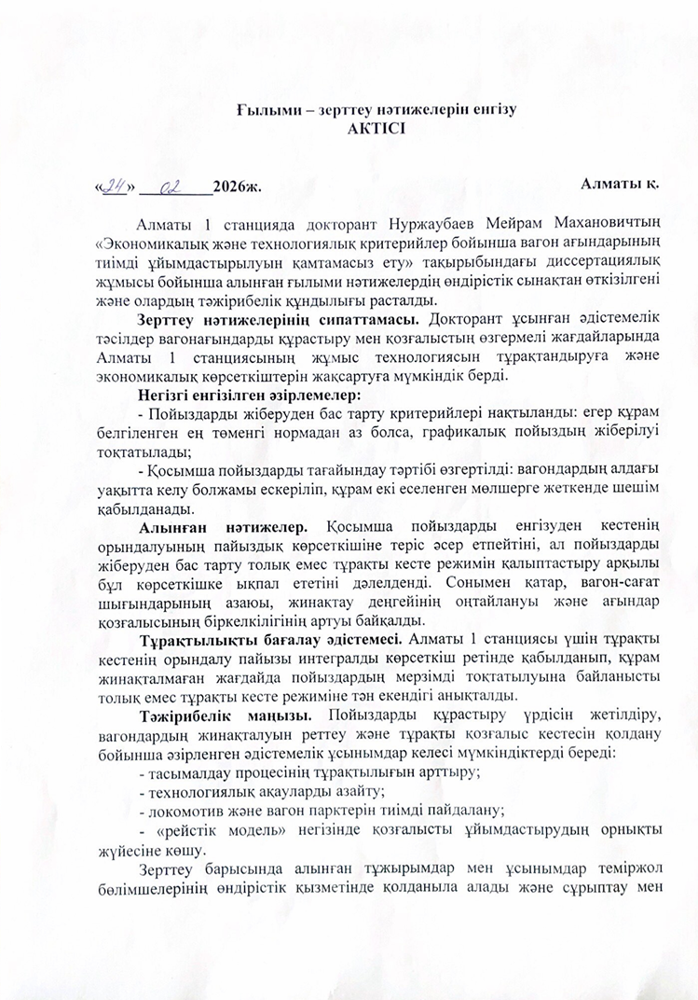 Ғылыми – зерттеу нәтижелерін енгізу
АКТІСІ
«24» 02 2026ж. Алматы қ.
Алматы 1 станцияда докторант Нуржаубаев Мейрам Махановичтың
«Экономикалық және технологиялық критерийлер бойынша вагон ағындарының
тиімді ұйымдастырылуын қамтамасыз ету» тақырыбындағы диссертациялық
жұмысы бойынша алынған ғылыми нәтижелердің өндірістік сынақтан өткізілгені
және олардың тәжірибелік құндылығы расталды.
Зерттеу нәтижелерінің сипаттамасы. Докторант ұсынған әдістемелік
тәсілдер вагонағындарды құрастыру мен қозғалыстың өзгермелі жағдайларында
Алматы 1 станциясының жұмыс технологиясын тұрақтандыруға және
экономикалық көрсеткіштерін жақсартуға мүмкіндік берді.
Негізгі енгізілген әзірлемелер:
- Пойыздарды жіберуден бас тарту критерийлері нақтыланды: егер құрам
белгіленген ең төменгі нормадан аз болса, графикалық пойыздың жіберілуі
тоқтатылады;
- Қосымша пойыздарды тағайындау тәртібі өзгертілді: вагондардың алдағы
уақытта келу болжамы ескеріліп, құрам екі еселенген мөлшерге жеткенде шешім
қабылданады.
Алынған нәтижелер. Қосымша пойыздарды енгізуден кестенің
орындалуының пайыздық көрсеткішіне теріс әсер етпейтіні, ал пойыздарды
жіберуден бас тарту толық емес тұрақты кесте режимін қалыптастыру арқылы
бұл көрсеткішке ықпал ететіні дәлелденді. Сонымен қатар, вагон-сағат
шығындарының азаюы, жинақтау деңгейінің оңтайлануы және ағындар
қозғалысының біркелкілігінің артуы байқалды.
Тұрақтылықты бағалау әдістемесі. Алматы 1 станциясы үшін тұрақты
кестенің орындалу пайызы интегралды көрсеткіш ретінде қабылданып, құрам
жинақталмаған жағдайда пойыздардың мерзімді тоқтатылуына байланысты
толық емес тұрақты кесте режиміне тән екендігі анықталды.
Тәжірибелік маңызы. Пойыздарды құрастыру үрдісін жетілдіру,
вагондардың жинақталуын реттеу және тұрақты қозғалыс кестесін қолдану
бойынша әзірленген әдістемелік ұсынымдар келесі мүмкіндіктерді береді:
- тасымалдау процесінің тұрақтылығын арттыру;
- технологиялық ақауларды азайту;
- локомотив және вагон парктерін тиімді пайдалану;
- «рейстік модель» негізінде қозғалысты ұйымдастырудың орнықты
жүйесіне көшу.
Зерттеу барысында алынған тұжырымдар мен ұсынымдар теміржол
бөлімшелерінің өндірістік қызметінде қолданыла алады және сұрыптау мен